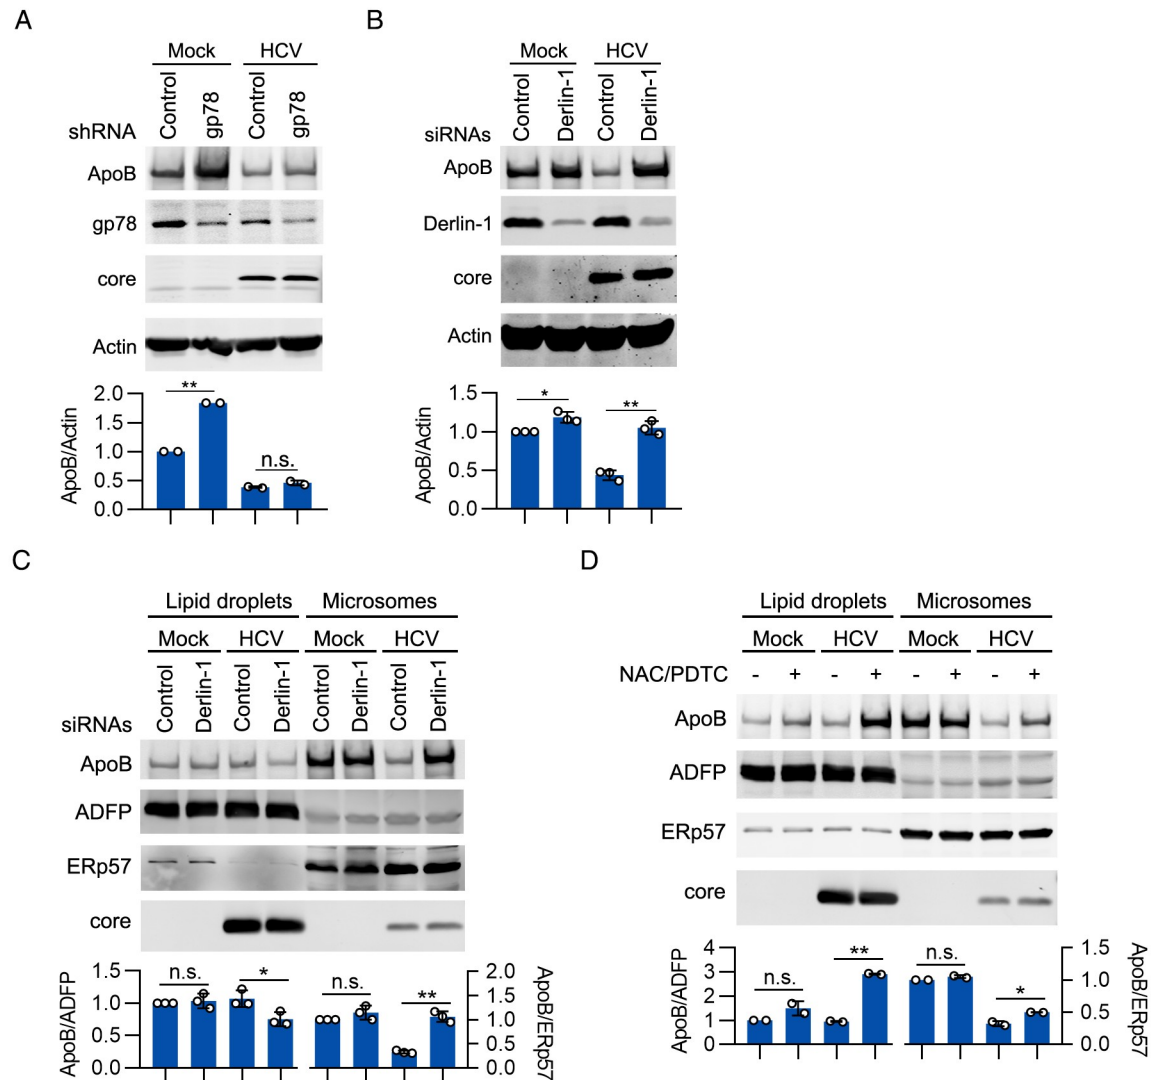 A
Mock HCV
shRNA Control gp78 Control gp78
ApoB
gp78
core
Actin
ApoB/Actin
2.0
1.5
1.0
0.5
0.0
**
n.s.
B
Mock HCV
siRNAs Control Derlin-1 Control Derlin-1
ApoB
Derlin-1
core
Actin
ApoB/Actin
1.5
1.0
0.5
0.0
*
**
C
Lipid droplets Microsomes
Mock HCV Mock HCV
siRNAs Control Derlin-1 Control Derlin-1 Control Derlin-1 Control Derlin-1
ApoB
ADFP
ERp57
core
ApoB/ADFP
1.5
1.0
0.5
0.0
n.s. * n.s. **
2.0
1.5
1.0
0.5
0.0
ApoB/ERp57
D
Lipid droplets Microsomes
Mock HCV Mock HCV
NAC/PDTC - + - + - + - +
ApoB
ADFP
ERp57
core
ApoB/ADFP
4
3
2
1
0
n.s. ** n.s. *
1.5
1.0
0.5
0.0
ApoB/ERp57